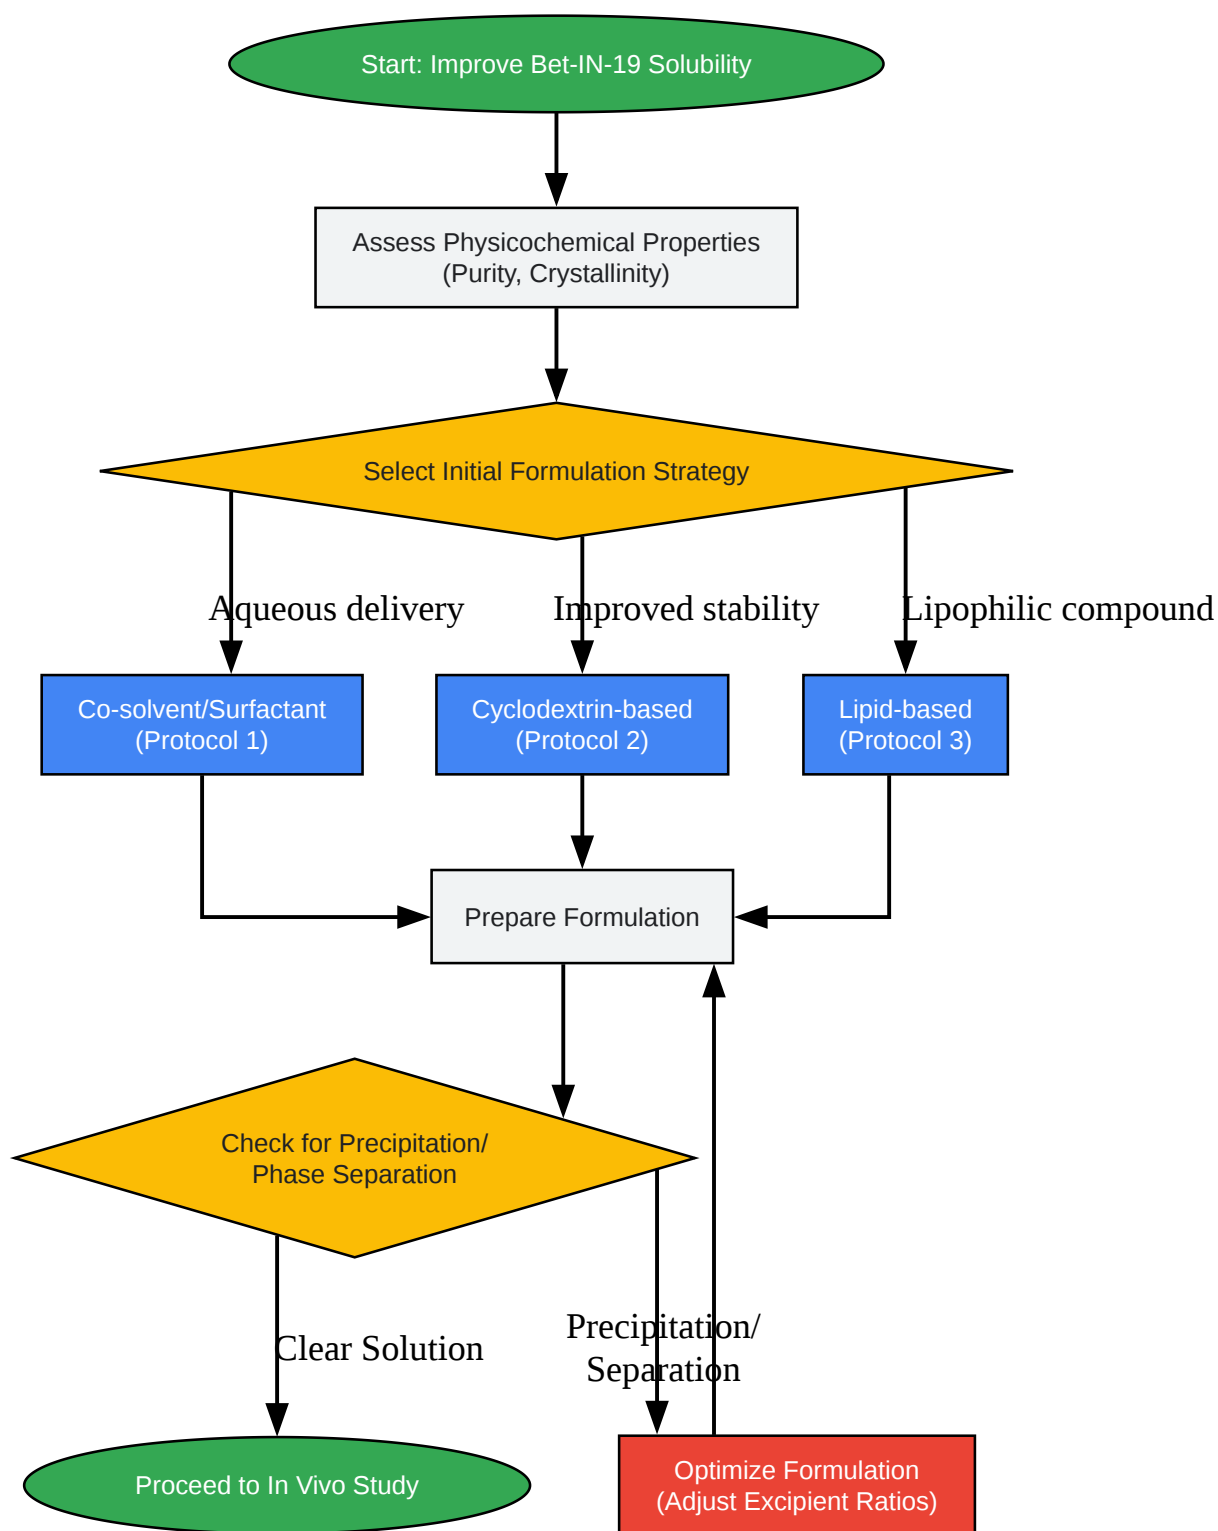 Start: Improve Bet-IN-19 Solubility
Assess Physicochemical Properties
(Purity, Crystallinity)
Select Initial Formulation Strategy
Aqueous delivery
Improved stability
Lipophilic compound
Co-solvent/Surfactant
(Protocol 1)
Cyclodextrin-based
(Protocol 2)
Lipid-based
(Protocol 3)
Prepare Formulation
Check for Precipitation/
Phase Separation
Clear Solution
Precipitation/
Separation
Proceed to In Vivo Study
Optimize Formulation
(Adjust Excipient Ratios)